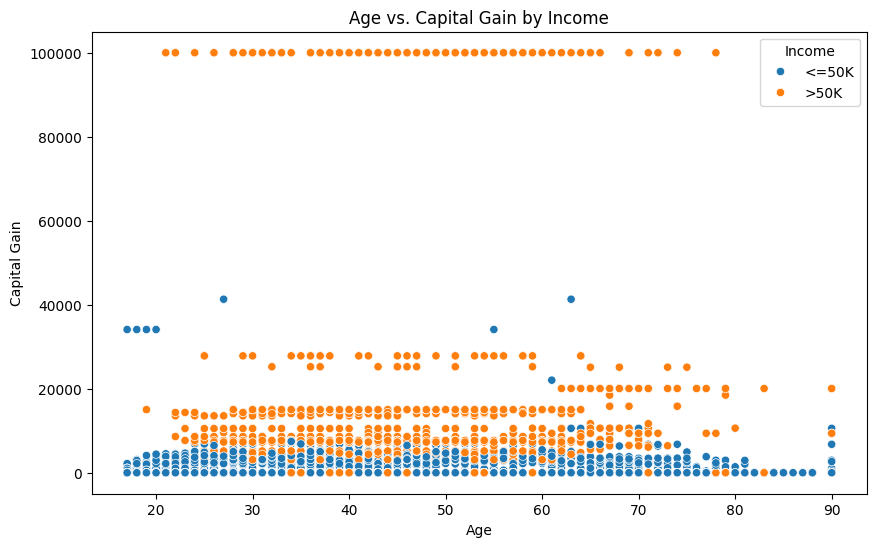 Age vs. Capital Gain by Income
Income
<=50K
>50K
100000
80000
60000
40000
20000
0
Capital Gain
20 30 40 50 60 70 80 90
Age